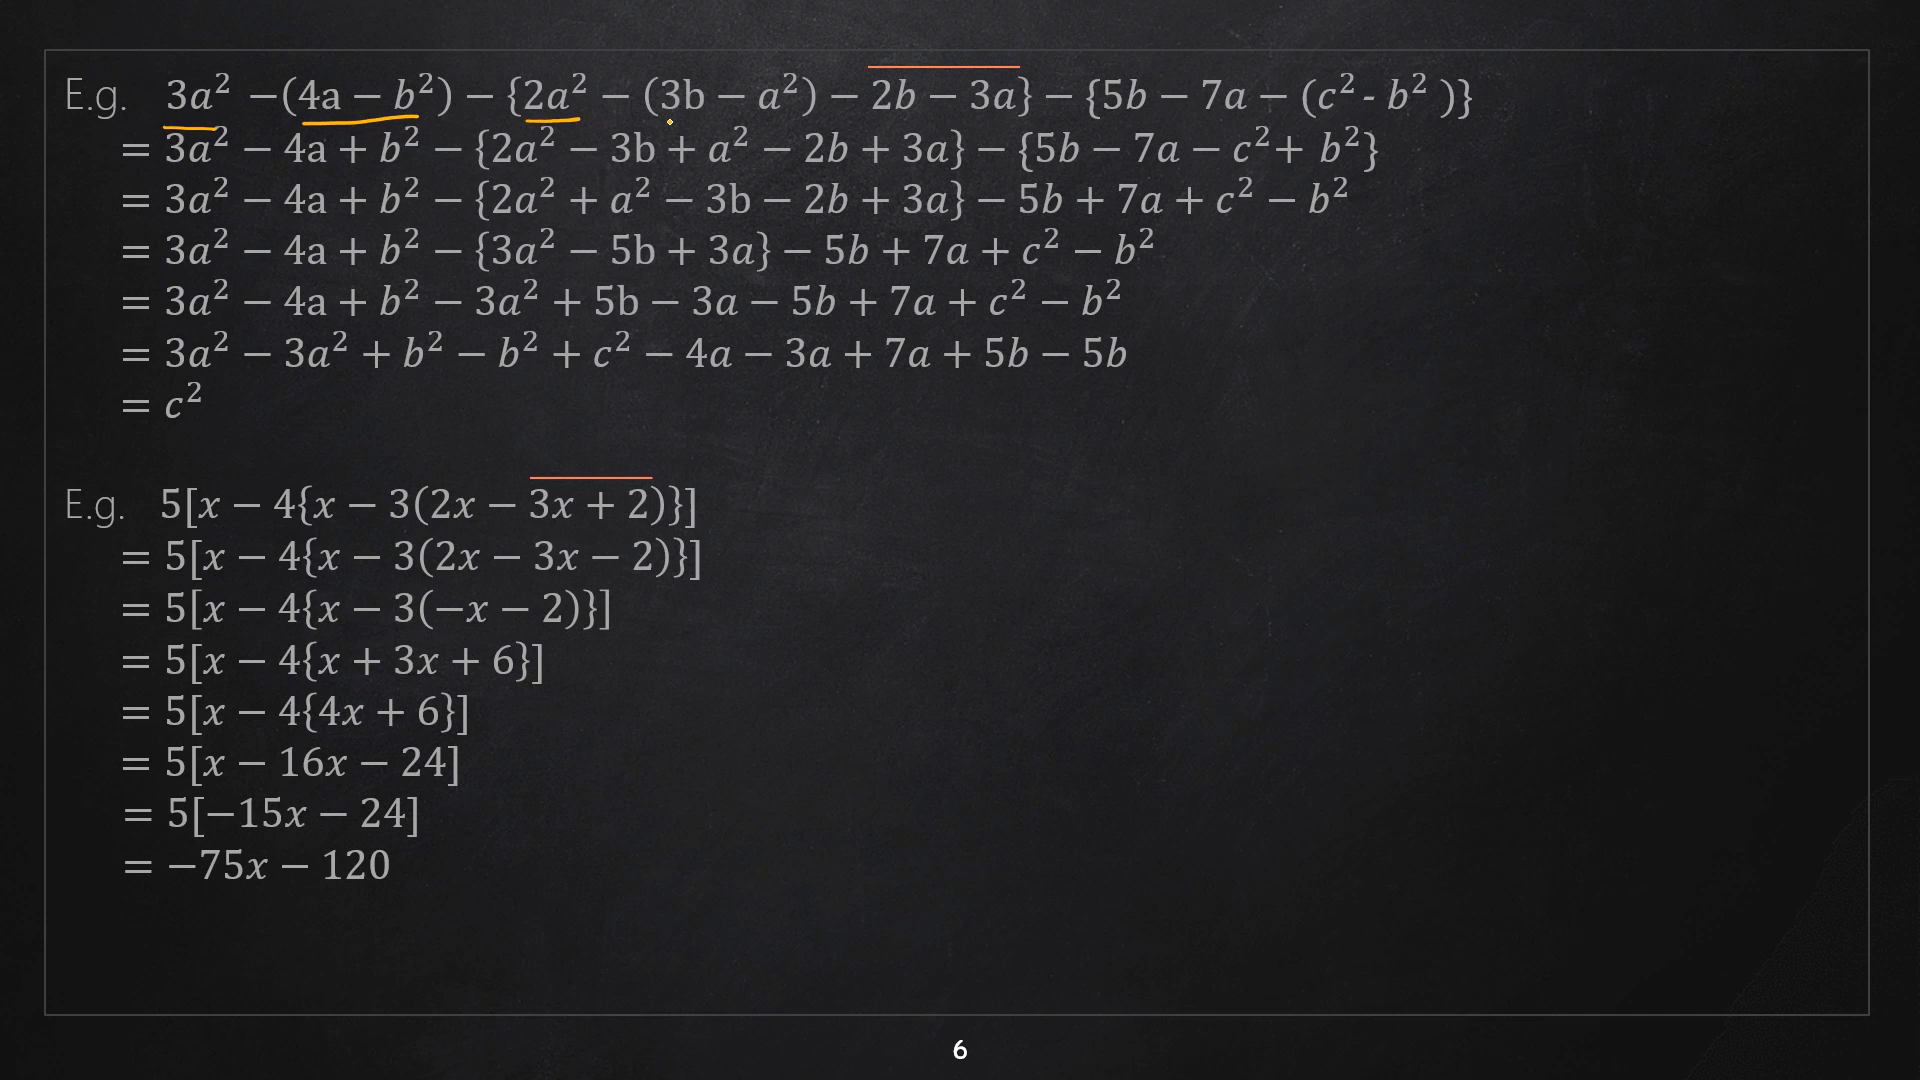 E.g. 3a² −(4a − b²) − {2a² − (3b − a²) − 2b − 3a} − {5b − 7a − (c² - b² )}
= 3a² − 4a + b² − {2a² − 3b + a² − 2b + 3a} − {5b − 7a − c²+ b²}
= 3a² − 4a + b² − {2a² + a² − 3b − 2b + 3a} − 5b + 7a + c² − b²
= 3a² − 4a + b² − {3a² − 5b + 3a} − 5b + 7a + c² − b²
= 3a² − 4a + b² − 3a² + 5b − 3a − 5b + 7a + c² − b²
= 3a² − 3a² + b² − b² + c² − 4a − 3a + 7a + 5b − 5b
= c²
E.g. 5[x − 4{x − 3(2x − 3x + 2)}]
= 5[x − 4{x − 3(2x − 3x − 2)}]
= 5[x − 4{x − 3(−x − 2)}]
= 5[x − 4{x + 3x + 6}]
= 5[x − 4{4x + 6}]
= 5[x − 16x − 24]
= 5[−15x − 24]
= −75x − 120
6